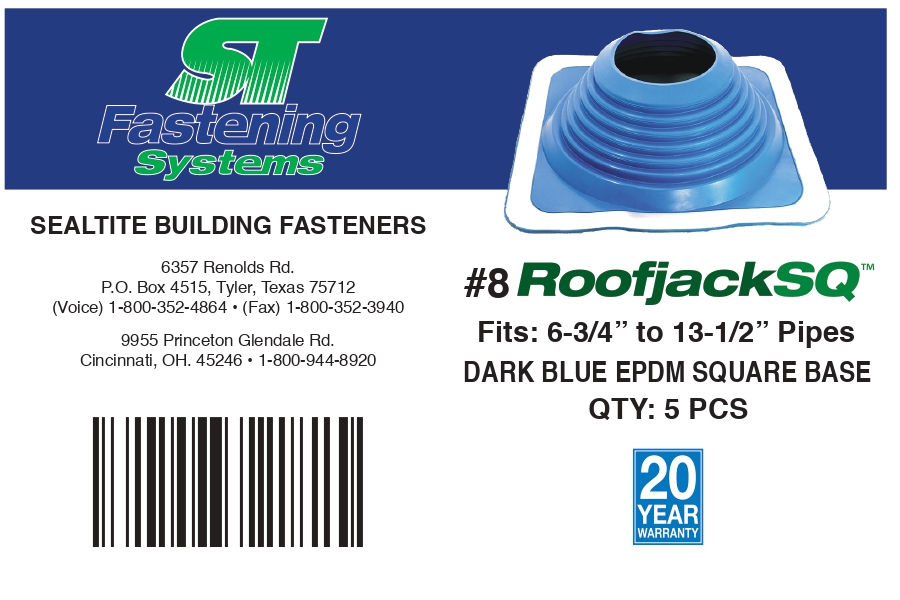 ST
Fastening
Systems
SEALTITE BUILDING FASTENERS
6357 Renolds Rd.
P.O. Box 4515, Tyler, Texas 75712
(Voice) 1-800-352-4864 • (Fax) 1-800-352-3940
9955 Princeton Glendale Rd.
Cincinnati, OH. 45246 • 1-800-944-8920
#8 RoofjackSQ™
Fits: 6-3/4” to 13-1/2” Pipes
DARK BLUE EPDM SQUARE BASE
QTY: 5 PCS
20
YEAR
WARRANTY